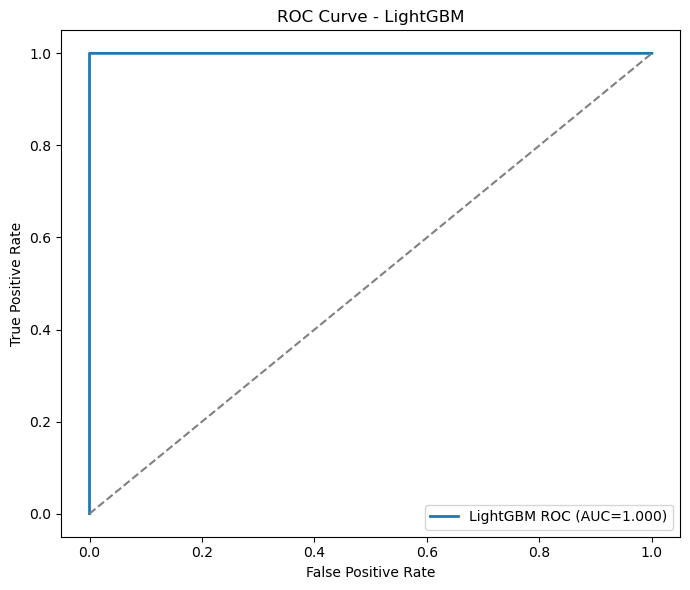 ROC Curve - LightGBM
1.0
0.8
0.6
0.4
0.2
0.0
True Positive Rate
LightGBM ROC (AUC=1.000)
0.0 0.2 0.4 0.6 0.8 1.0
False Positive Rate